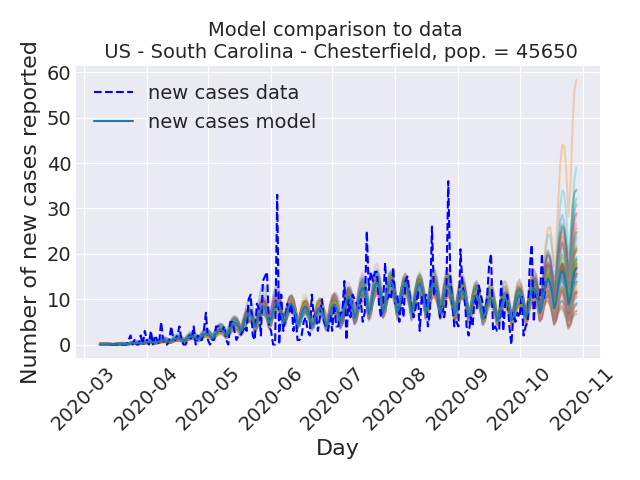 Model comparison to data
US - South Carolina - Chesterfield, pop. = 45650
Number of new cases reported
60
50
40
30
20
10
0
new cases data
new cases model
2020-03
2020-04
2020-05
2020-06
2020-07
2020-08
2020-09
2020-10
2020-11
Day